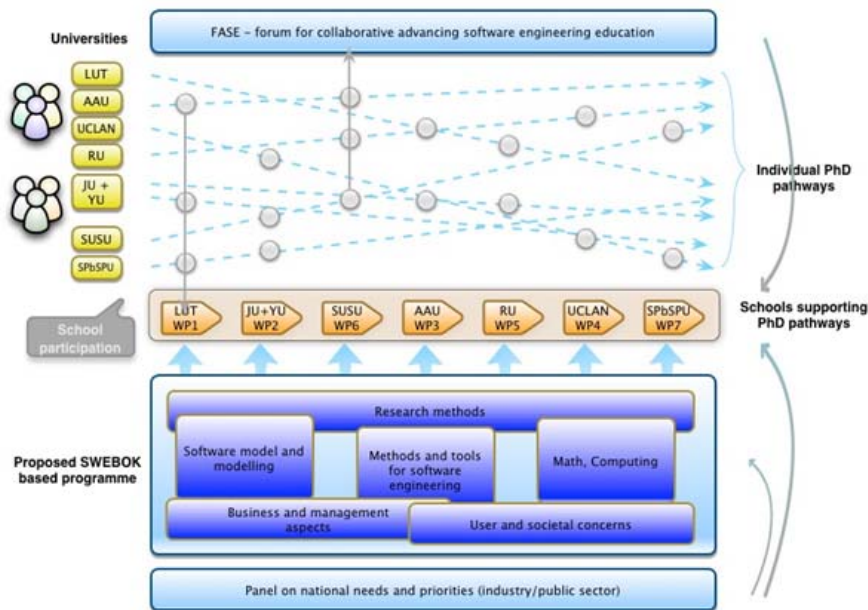 Universities
FASE – forum for collaborative advancing software engineering education
LUT
AAU
UCLAN
RU
JU +
YU
SUSU
SPbSPU
Individual PhD
pathways
School
participation
LUT
WP1
JU+YU
WP2
SUSU
WP6
AAU
WP3
RU
WP5
UCLAN
WP4
SPbSPU
WP7
Schools supporting
PhD pathways
Proposed SWEBOK
based programme
Research methods
Software model and
modelling
Methods and tools
for software
engineering
Math, Computing
Business and management
aspects
User and societal concerns
Panel on national needs and priorities (industry/public sector)